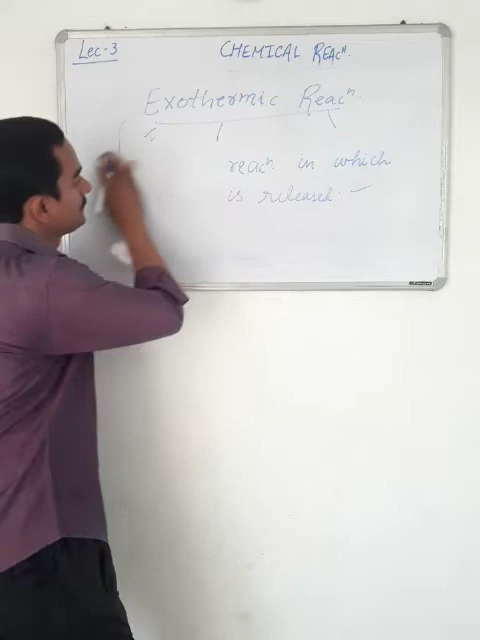 Lec-3
CHEMICAL REACⁿ.
Exothermic Reacⁿ.
reacⁿ in which
is released.